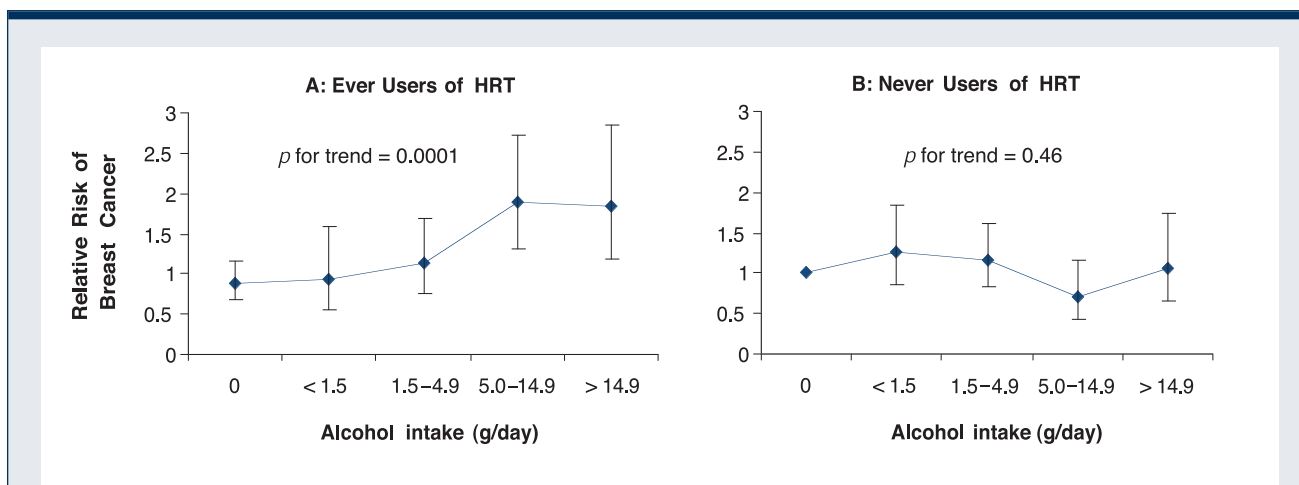 A: Ever Users of HRT
3
2.5
2
1.5
1
0.5
0
p for trend = 0.0001
Relative Risk of
Breast Cancer
0 < 1.5 1.5–4.9 5.0–14.9 > 14.9
Alcohol intake (g/day)
B: Never Users of HRT
3
2.5
2
1.5
1
0.5
0
p for trend = 0.46
0 < 1.5 1.5–4.9 5.0–14.9 > 14.9
Alcohol intake (g/day)